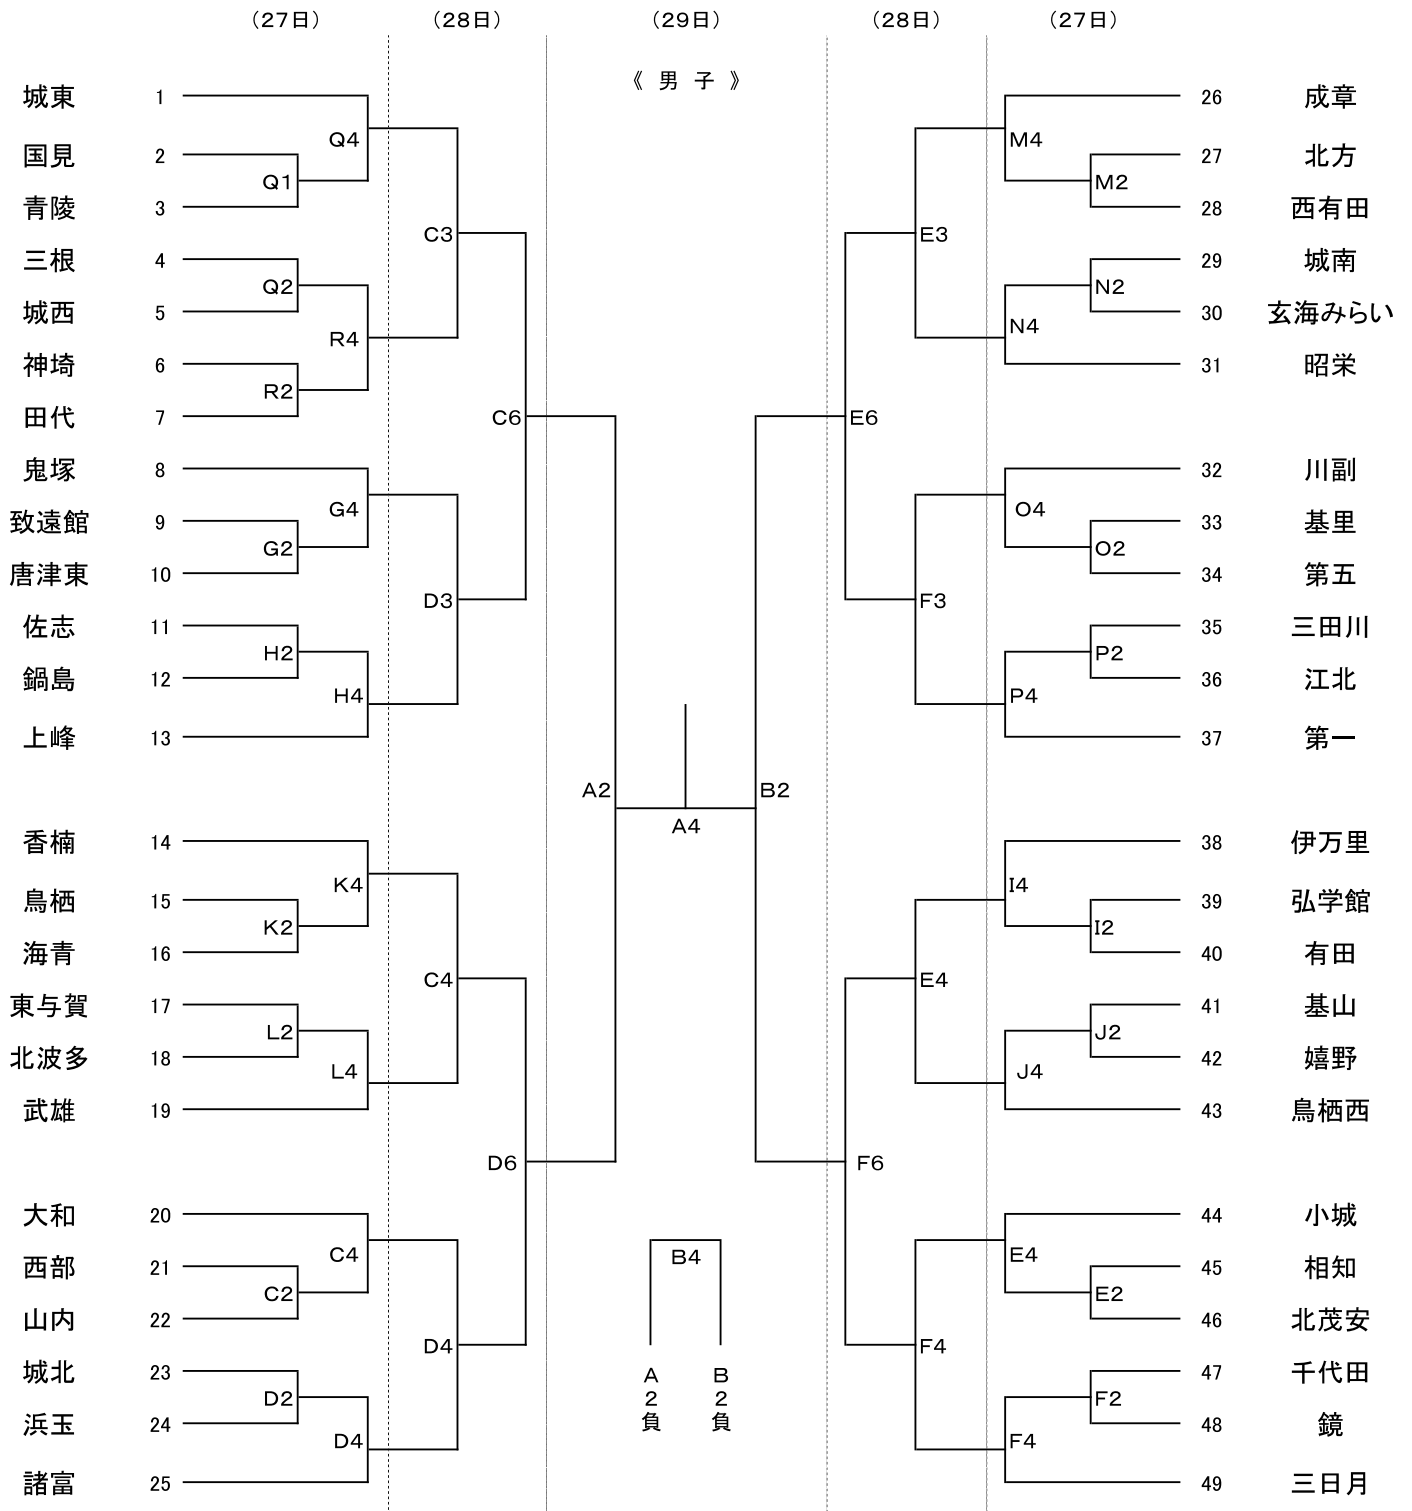 (27日) (28日) (29日) (28日) (27日)
《 男 子 》
城東 1 26 成章
Q4 M4
国見 2 27 北方
Q1 M2
青陵 3 28 西有田
C3 E3
三根 4 29 城南
Q2 N2
城西 5 30 玄海みらい
R4 N4
神埼 6 31 昭栄
R2
田代 7
C6 E6
鬼塚 8 32 川副
G4 O4
致遠館 9 33 基里
G2 O2
唐津東 10 34 第五
D3 F3
佐志 11 35 三田川
H2 P2
鍋島 12 36 江北
H4 P4
上峰 13 37 第一
A2 B2
A4
香楠 14 38 伊万里
K4 I4
鳥栖 15 39 弘学館
K2 I2
海青 16 40 有田
C4 E4
東与賀 17 41 基山
L2 J2
北波多 18 42 嬉野
L4 J4
武雄 19 43 鳥栖西
D6 F6
大和 20 44 小城
C4 B4 E4
西部 21 45 相知
C2 E2
山内 22 46 北茂安
D4 F4
城北 23 47 千代田
D2 F2
浜玉 24 48 鏡
D4 F4
諸富 25 49 三日月
A2負 B2負